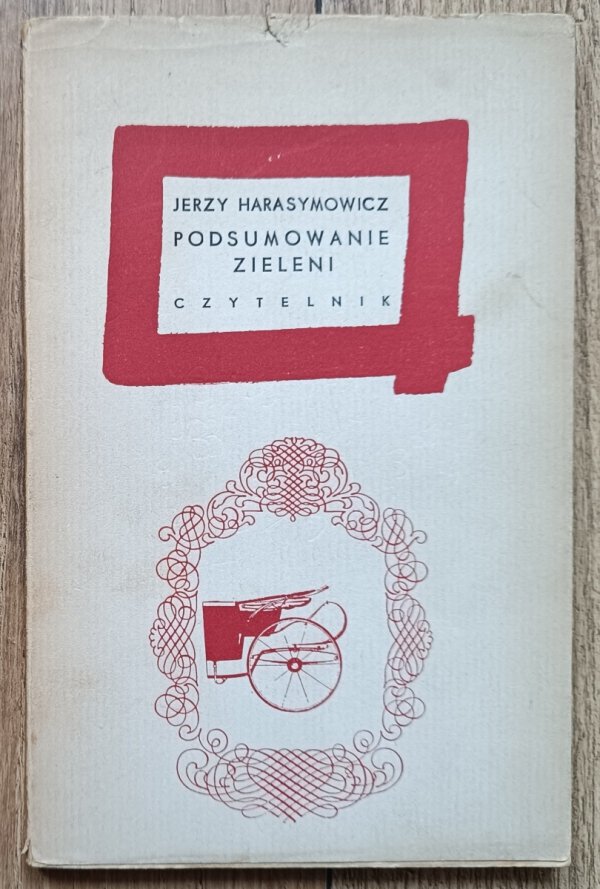 JERZY HARASYMOWICZ
PODSUMOWANIE
ZIELENI
CZYTELNIK